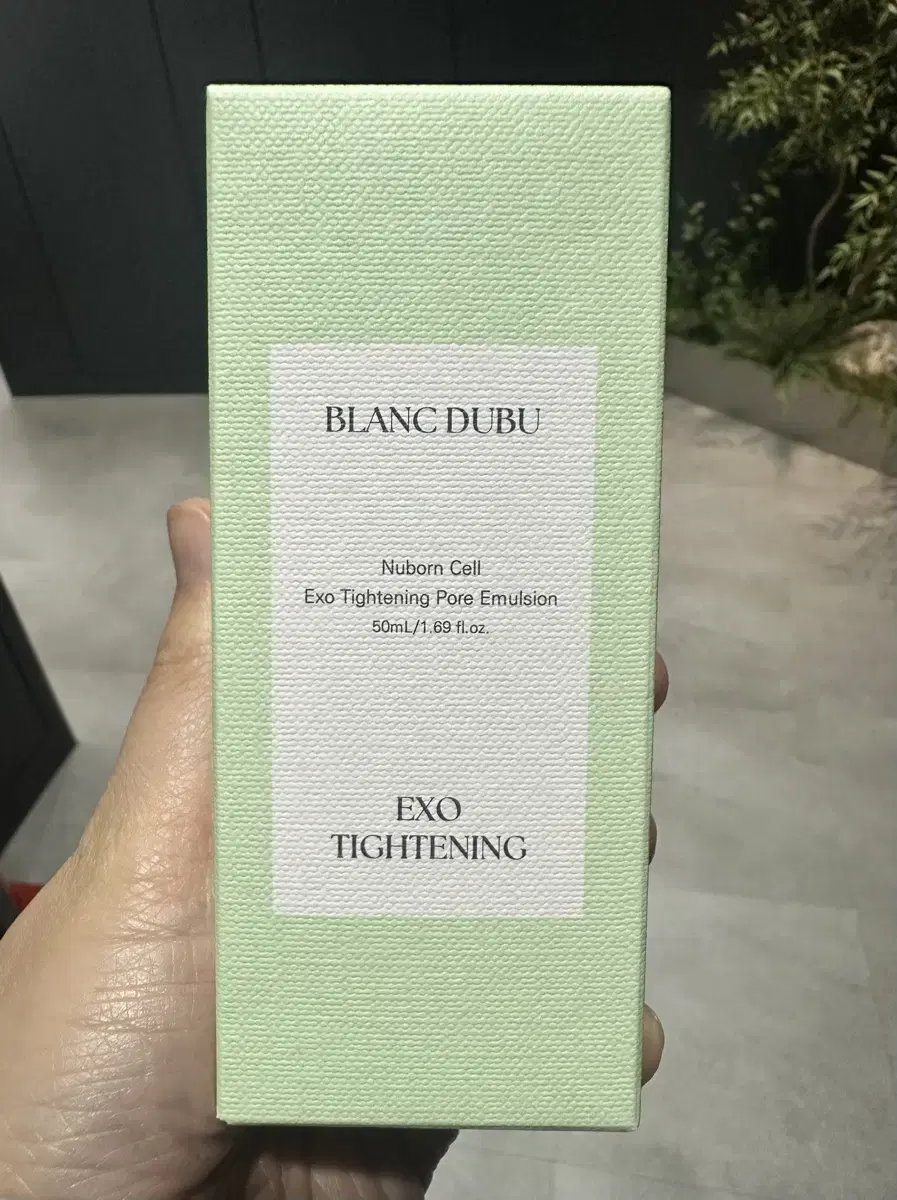 BLANC DUBU
Nuborn Cell
Exo Tightening Pore Emulsion
50mL/1.69 fl.oz.
EXO
TIGHTENING